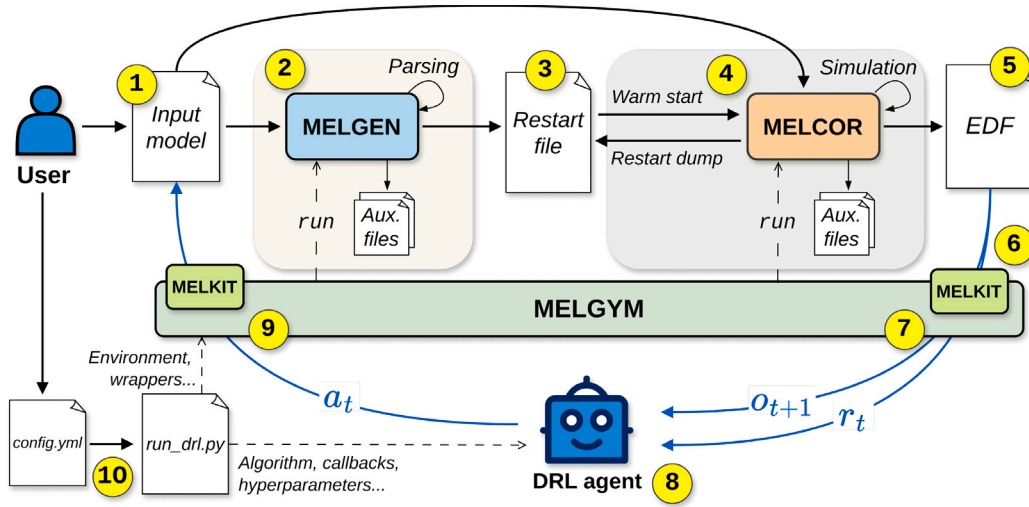 1
2
3
4
5
Parsing
Simulation
Input
model
MELGEN
Restart
file
Warm start
Restart dump
MELCOR
EDF
User
run
Aux.
files
run
Aux.
files
6
MELKIT
MELGYM
MELKIT
9
7
Environment,
wrappers...
a_t
o_{t+1}
r_t
config.yml
10
run_drl.py
Algorithm, callbacks,
hyperparameters...
DRL agent
8